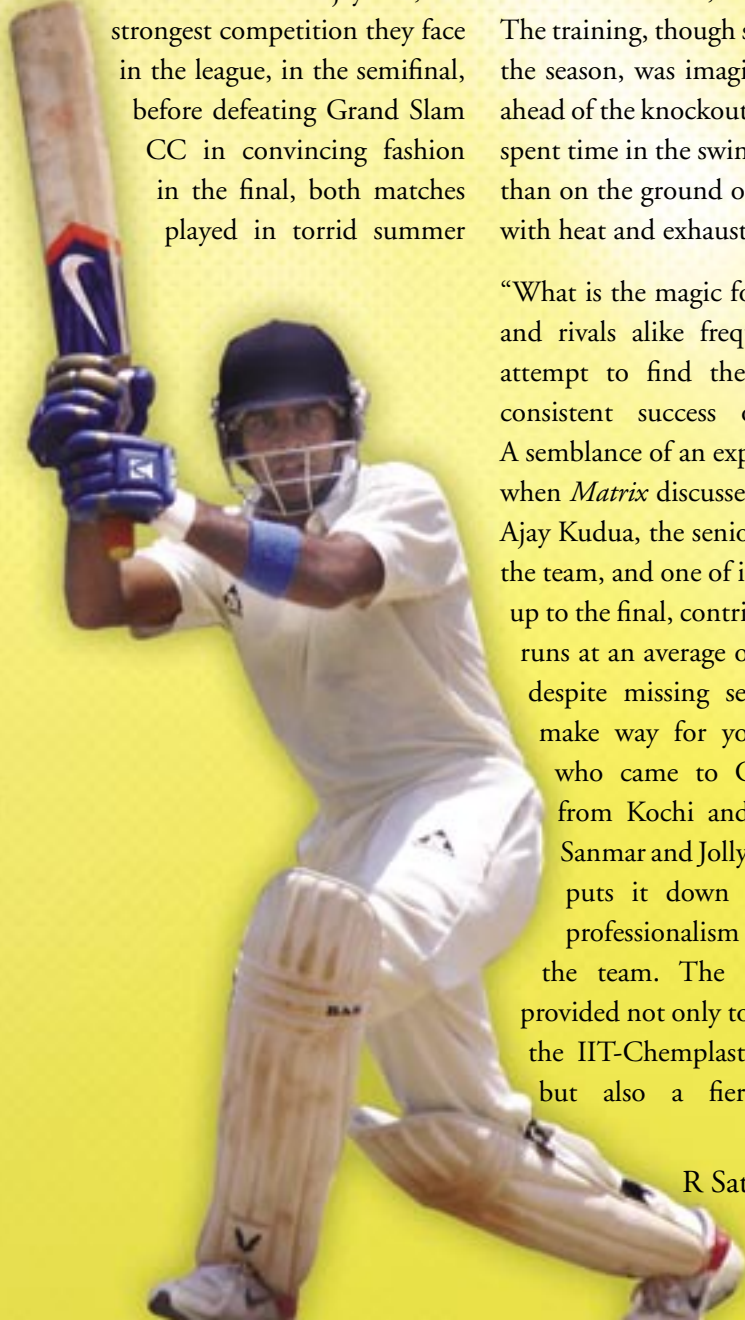 strongest competition they face
in the league, in the semifinal,
before defeating Grand Slam
CC in convincing fashion
in the final, both matches
played in torrid summer
The training, though s
the season, was imagi
ahead of the knockout
spent time in the swin
than on the ground o
with heat and exhaust
“What is the magic fo
and rivals alike freq
attempt to find the
consistent success o
A semblance of an exp
when Matrix discusse
Ajay Kudua, the senio
the team, and one of i
up to the final, contri
runs at an average o
despite missing se
make way for yo
who came to C
from Kochi and
Sanmar and Jolly
puts it down
professionalism
the team. The
provided not only to
the IIT-Chemplast
but also a fier
R Sat
BAS